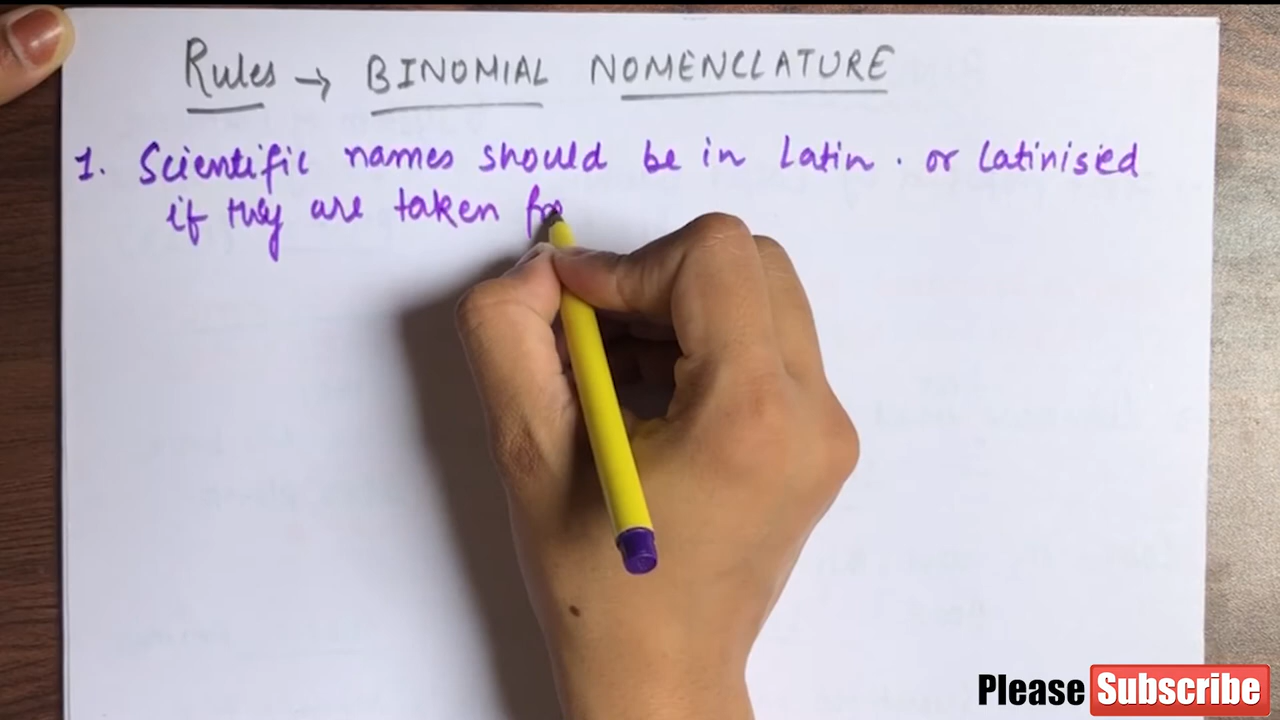 Rules → BINOMIAL NOMENCLATURE
1. Scientific names should be in Latin. or latinised
if they are taken
Please Subscribe